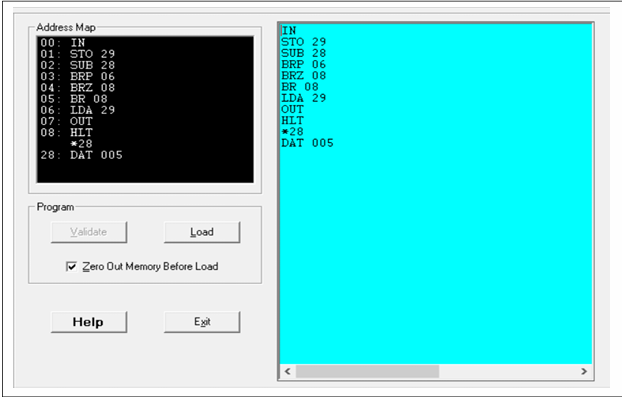 Address Map
00: IN
01: STO 29
02: SUB 28
03: BRP 06
04: BRZ 08
05: BR 08
06: LDA 29
07: OUT
08: HLT
*28
28: DAT 005
Program
Validate
Load
Zero Out Memory Before Load
Help
Exit
IN
STO 29
SUB 28
BRP 06
BRZ 08
BR 08
LDA 29
OUT
HLT
*28
DAT 005